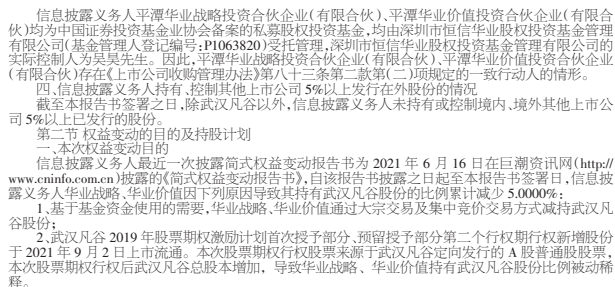 信息披露义务人平潭华业战略投资合伙企业(有限合伙)、平潭华业价值投资合伙企业(有限合
伙)均为中国证券投资基金业协会备案的私募股权投资基金,均由深圳市恒信华业股权投资基金管理
有限公司(基金管理人登记编号:P1063820)受托管理,深圳市恒信华业股权投资基金管理有限公司的
实际控制人为吴昊先生。因此,平潭华业战略投资合伙企业(有限合伙)、平潭华业价值投资合伙企业
(有限合伙)存在《上市公司收购管理办法》第八十三条第二款第(二)项规定的一致行动人的情形。
四、信息披露义务人持有、控制其他上市公司5%以上发行在外股份的情况
截至本报告书签署之日,除武汉凡谷以外,信息披露义务人未持有或控制境内、境外其他上市公
司5%以上已发行的股份。
第二节 权益变动的目的及持股计划
一、本次权益变动目的
信息披露义务人最近一次披露简式权益变动报告书为 2021 年 6 月 16 日在巨潮资讯网(http://
www.cninfo.com.cn)披露的《简式权益变动报告书》,自该报告书披露之日起至本报告书签署日,信息披
露义务人华业战略、华业价值因下列原因导致其持有武汉凡谷股份的比例累计减少 5.0000%:
1、基于基金资金使用的需要,华业战略、华业价值通过大宗交易及集中竞价交易方式减持武汉凡
谷股份;
2、武汉凡谷 2019 年股票期权激励计划首次授予部分、预留授予部分第二个行权期行权新增股份
于 2021 年 9 月 2 日上市流通。本次股票期权行权股票来源于武汉凡谷定向发行的 A 股普通股股票,
本次股票期权行权后武汉凡谷总股本增加,导致华业战略、华业价值持有武汉凡谷股份比例被动稀
释。